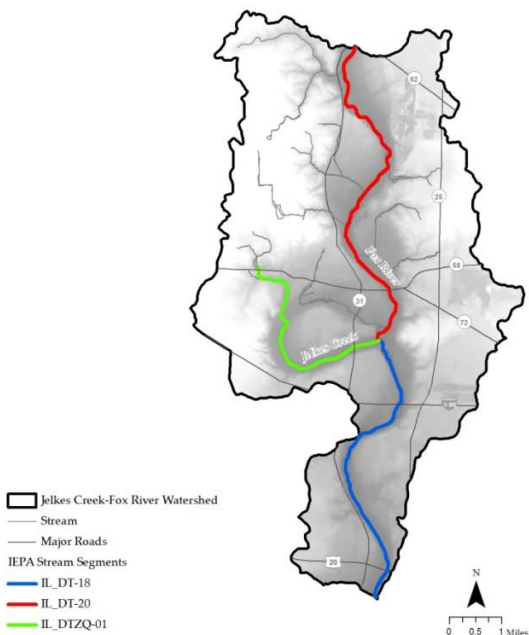 62
25
Fox River
68
31
72
Jelkes Creek
20
Jelkes Creek-Fox River Watershed
Stream
Major Roads
IEPA Stream Segments
IL_DT-18
IL_DT-20
IL_DTZQ-01
N
0 0.5 1 Miles